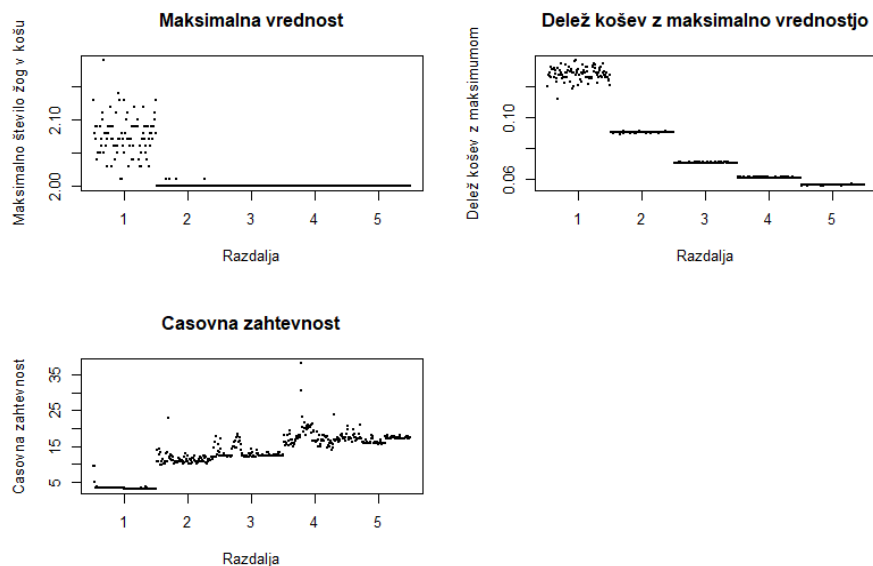 Maksimalna vrednost
Maksimalno število žog v košu
2.10
2.00
1 2 3 4 5
Razdalja
Delež košev z maksimalno vrednostjo
Delež košev z maksimumom
0.10
0.06
1 2 3 4 5
Razdalja
Casovna zahtevnost
Casovna zahtevnost
35
25
15
5
1 2 3 4 5
Razdalja